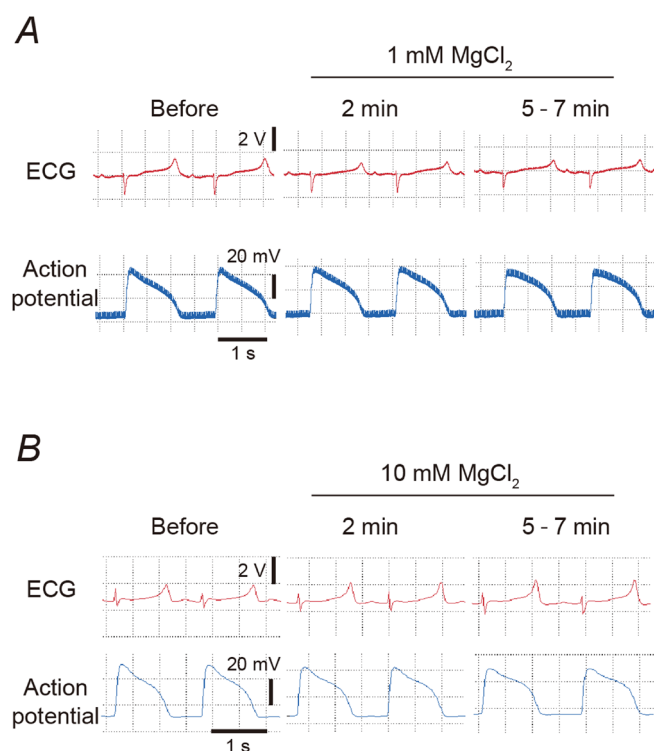 A
1 mM MgCl₂
Before 2 min 5 - 7 min
2 V
ECG
20 mV
Action
potential
1 s
B
10 mM MgCl₂
Before 2 min 5 - 7 min
2 V
ECG
20 mV
Action
potential
1 s